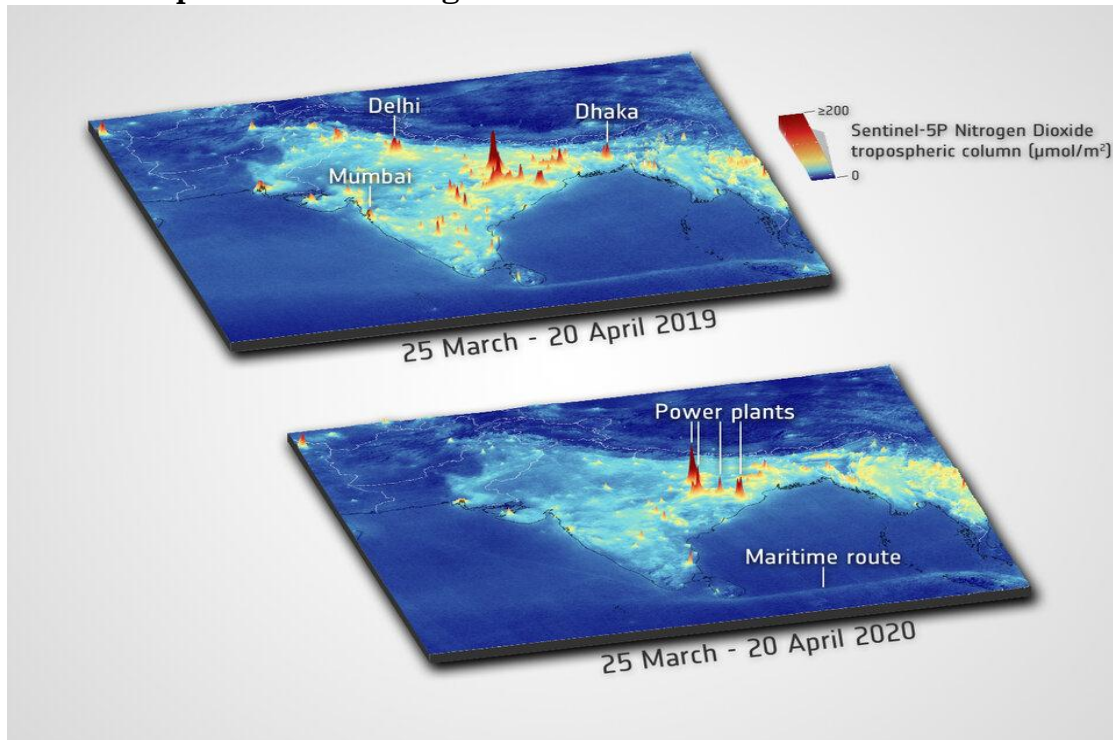 Delhi
Dhaka
Mumbai
≥200
Sentinel-5P Nitrogen Dioxide
tropospheric column (µmol/m²)
0
25 March - 20 April 2019
Power plants
Maritime route
25 March - 20 April 2020